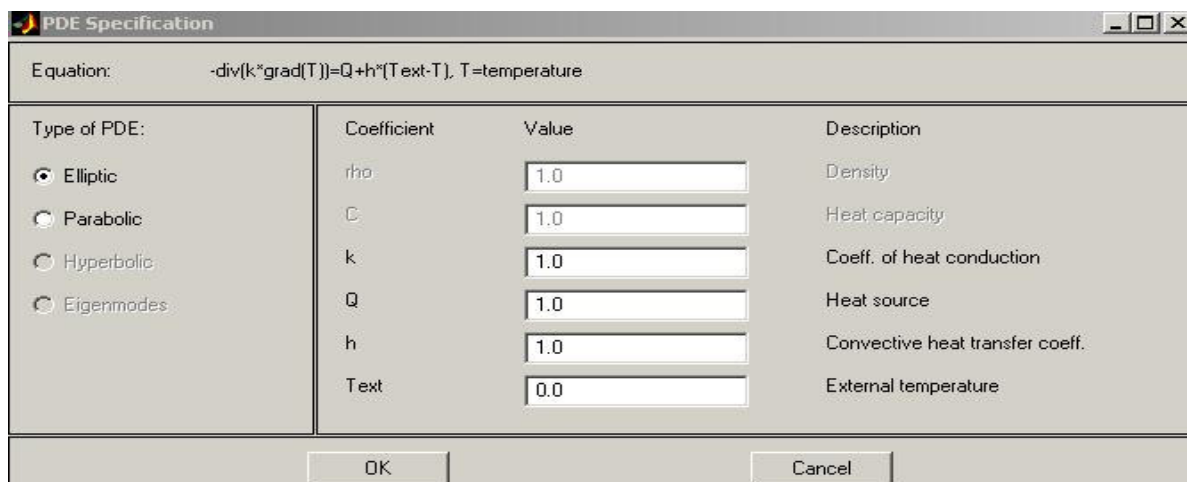 PDE Specification
Equation: -div(k*grad(T))=Q+h*(Text-T), T=temperature
Type of PDE:
Elliptic
Parabolic
Hyperbolic
Eigenmodes
Coefficient Value Description
rho 1.0 Density
C 1.0 Heat capacity
k 1.0 Coeff. of heat conduction
Q 1.0 Heat source
h 1.0 Convective heat transfer coeff.
Text 0.0 External temperature
OK Cancel